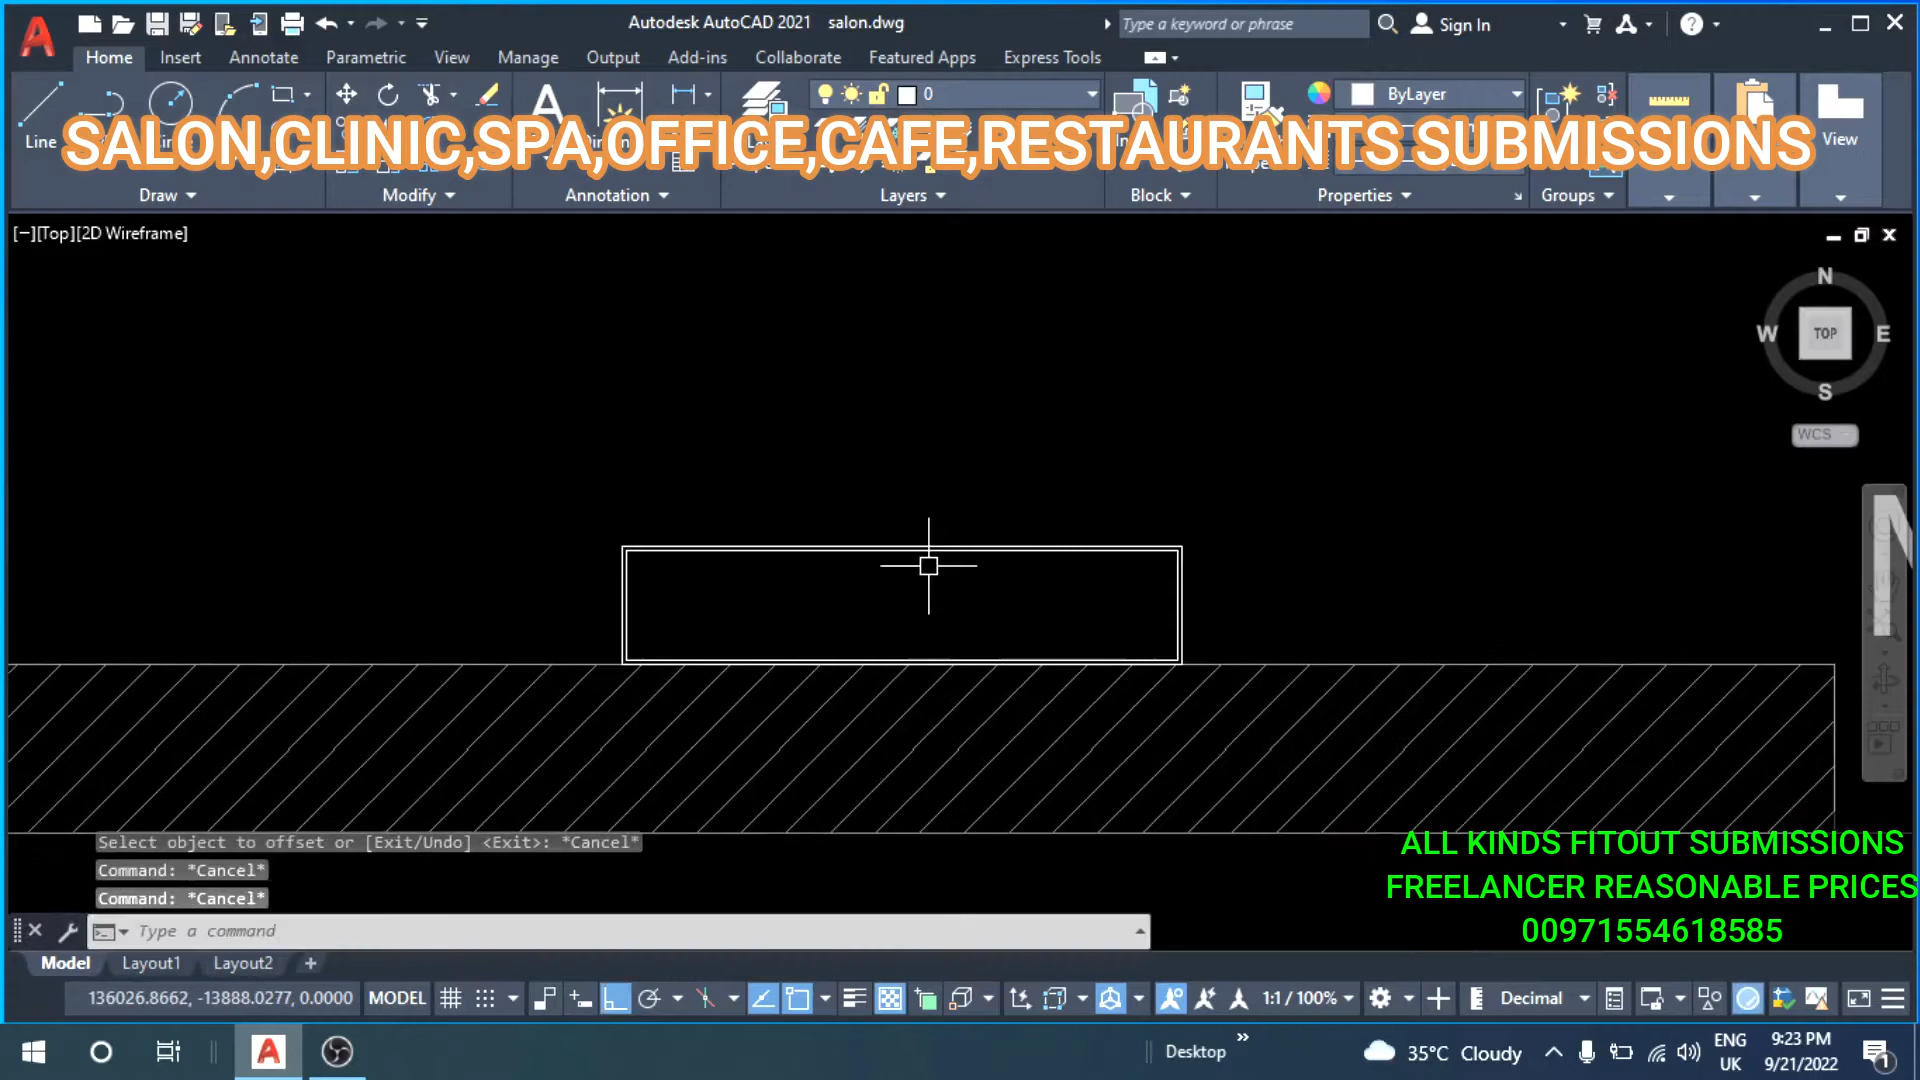 Autodesk AutoCAD 2021 salon.dwg
Type a keyword or phrase
Sign In
Home Insert Annotate Parametric View Manage Output Add-ins Collaborate Featured Apps Express Tools
0
ByLayer
Line
View
SALON,CLINIC,SPA,OFFICE,CAFE,RESTAURANTS SUBMISSIONS
Draw Modify Annotation Layers Block Properties Groups
[−][Top][2D Wireframe]
N
W TOP E
S
WCS
Select object to offset or [Exit/Undo] <Exit>: *Cancel*
Command: *Cancel*
Command: *Cancel*
Type a command
ALL KINDS FITOUT SUBMISSIONS
FREELANCER REASONABLE PRICES
00971554618585
Model Layout1 Layout2 +
136026.8662, -13888.0277, 0.0000 MODEL 1:1 / 100% Decimal
Desktop
35°C Cloudy
ENG
UK
9:23 PM
9/21/2022
1